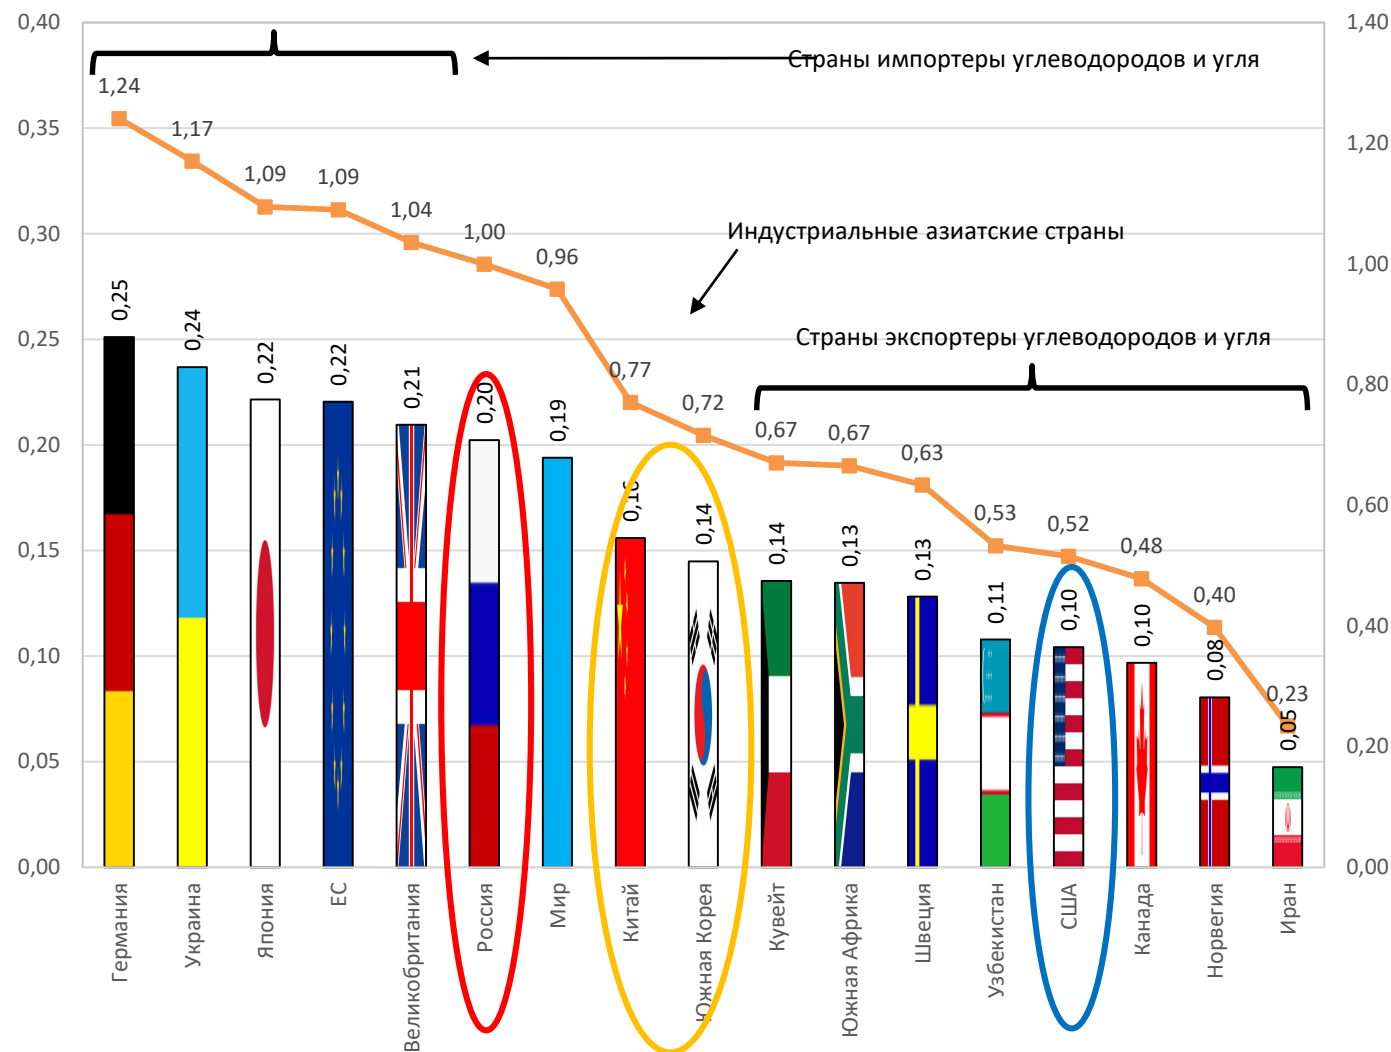 0,40
0,35
0,30
0,25
0,20
0,15
0,10
0,05
0,00
1,40
1,20
1,00
0,80
0,60
0,40
0,20
0,00
Страны импортеры углеводородов и угля
Индустриальные азиатские страны
Страны экспортеры углеводородов и угля
1,24
1,17
1,09
1,09
1,04
1,00
0,96
0,77
0,72
0,67
0,67
0,63
0,53
0,52
0,48
0,40
0,23
0,25
0,24
0,22
0,22
0,21
0,20
0,19
0,16
0,14
0,14
0,13
0,13
0,11
0,10
0,10
0,08
0,05
Германия
Украина
Япония
ЕС
Великобритания
Россия
Мир
Китай
Южная Корея
Кувейт
Южная Африка
Швеция
Узбекистан
США
Канада
Норвегия
Иран